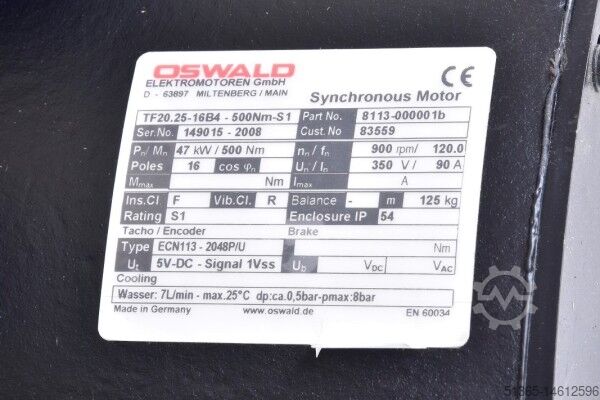 OSWALD
ELEKTROMOTOREN GmbH
D - 63897 MILTENBERG / MAIN
CE
Synchronous Motor
TF20.25-16B4 - 500Nm-S1 Part No. 8113-000001b
Ser.No. 149015 - 2008 Cust.No. 83559
Pn/ Mn 47 kW / 500 Nm nn / fn 900 rpm/ 120.0
Poles 16 cos φn Un / In 350 V / 90 A
Mmax Nm Imax A
Ins.Cl F Vib.Cl. R Balance - m 125 kg
Rating S1 Enclosure IP 54
Tacho / Encoder Brake
Type ECN113 - 2048P/U Nm
Ut 5V-DC - Signal 1Vss Ub VDC VAC
Cooling
Wasser: 7L/min - max.25°C dp:ca.0,5bar-pmax:8bar
Made in Germany www.oswald.de EN 60034
51365-14612596